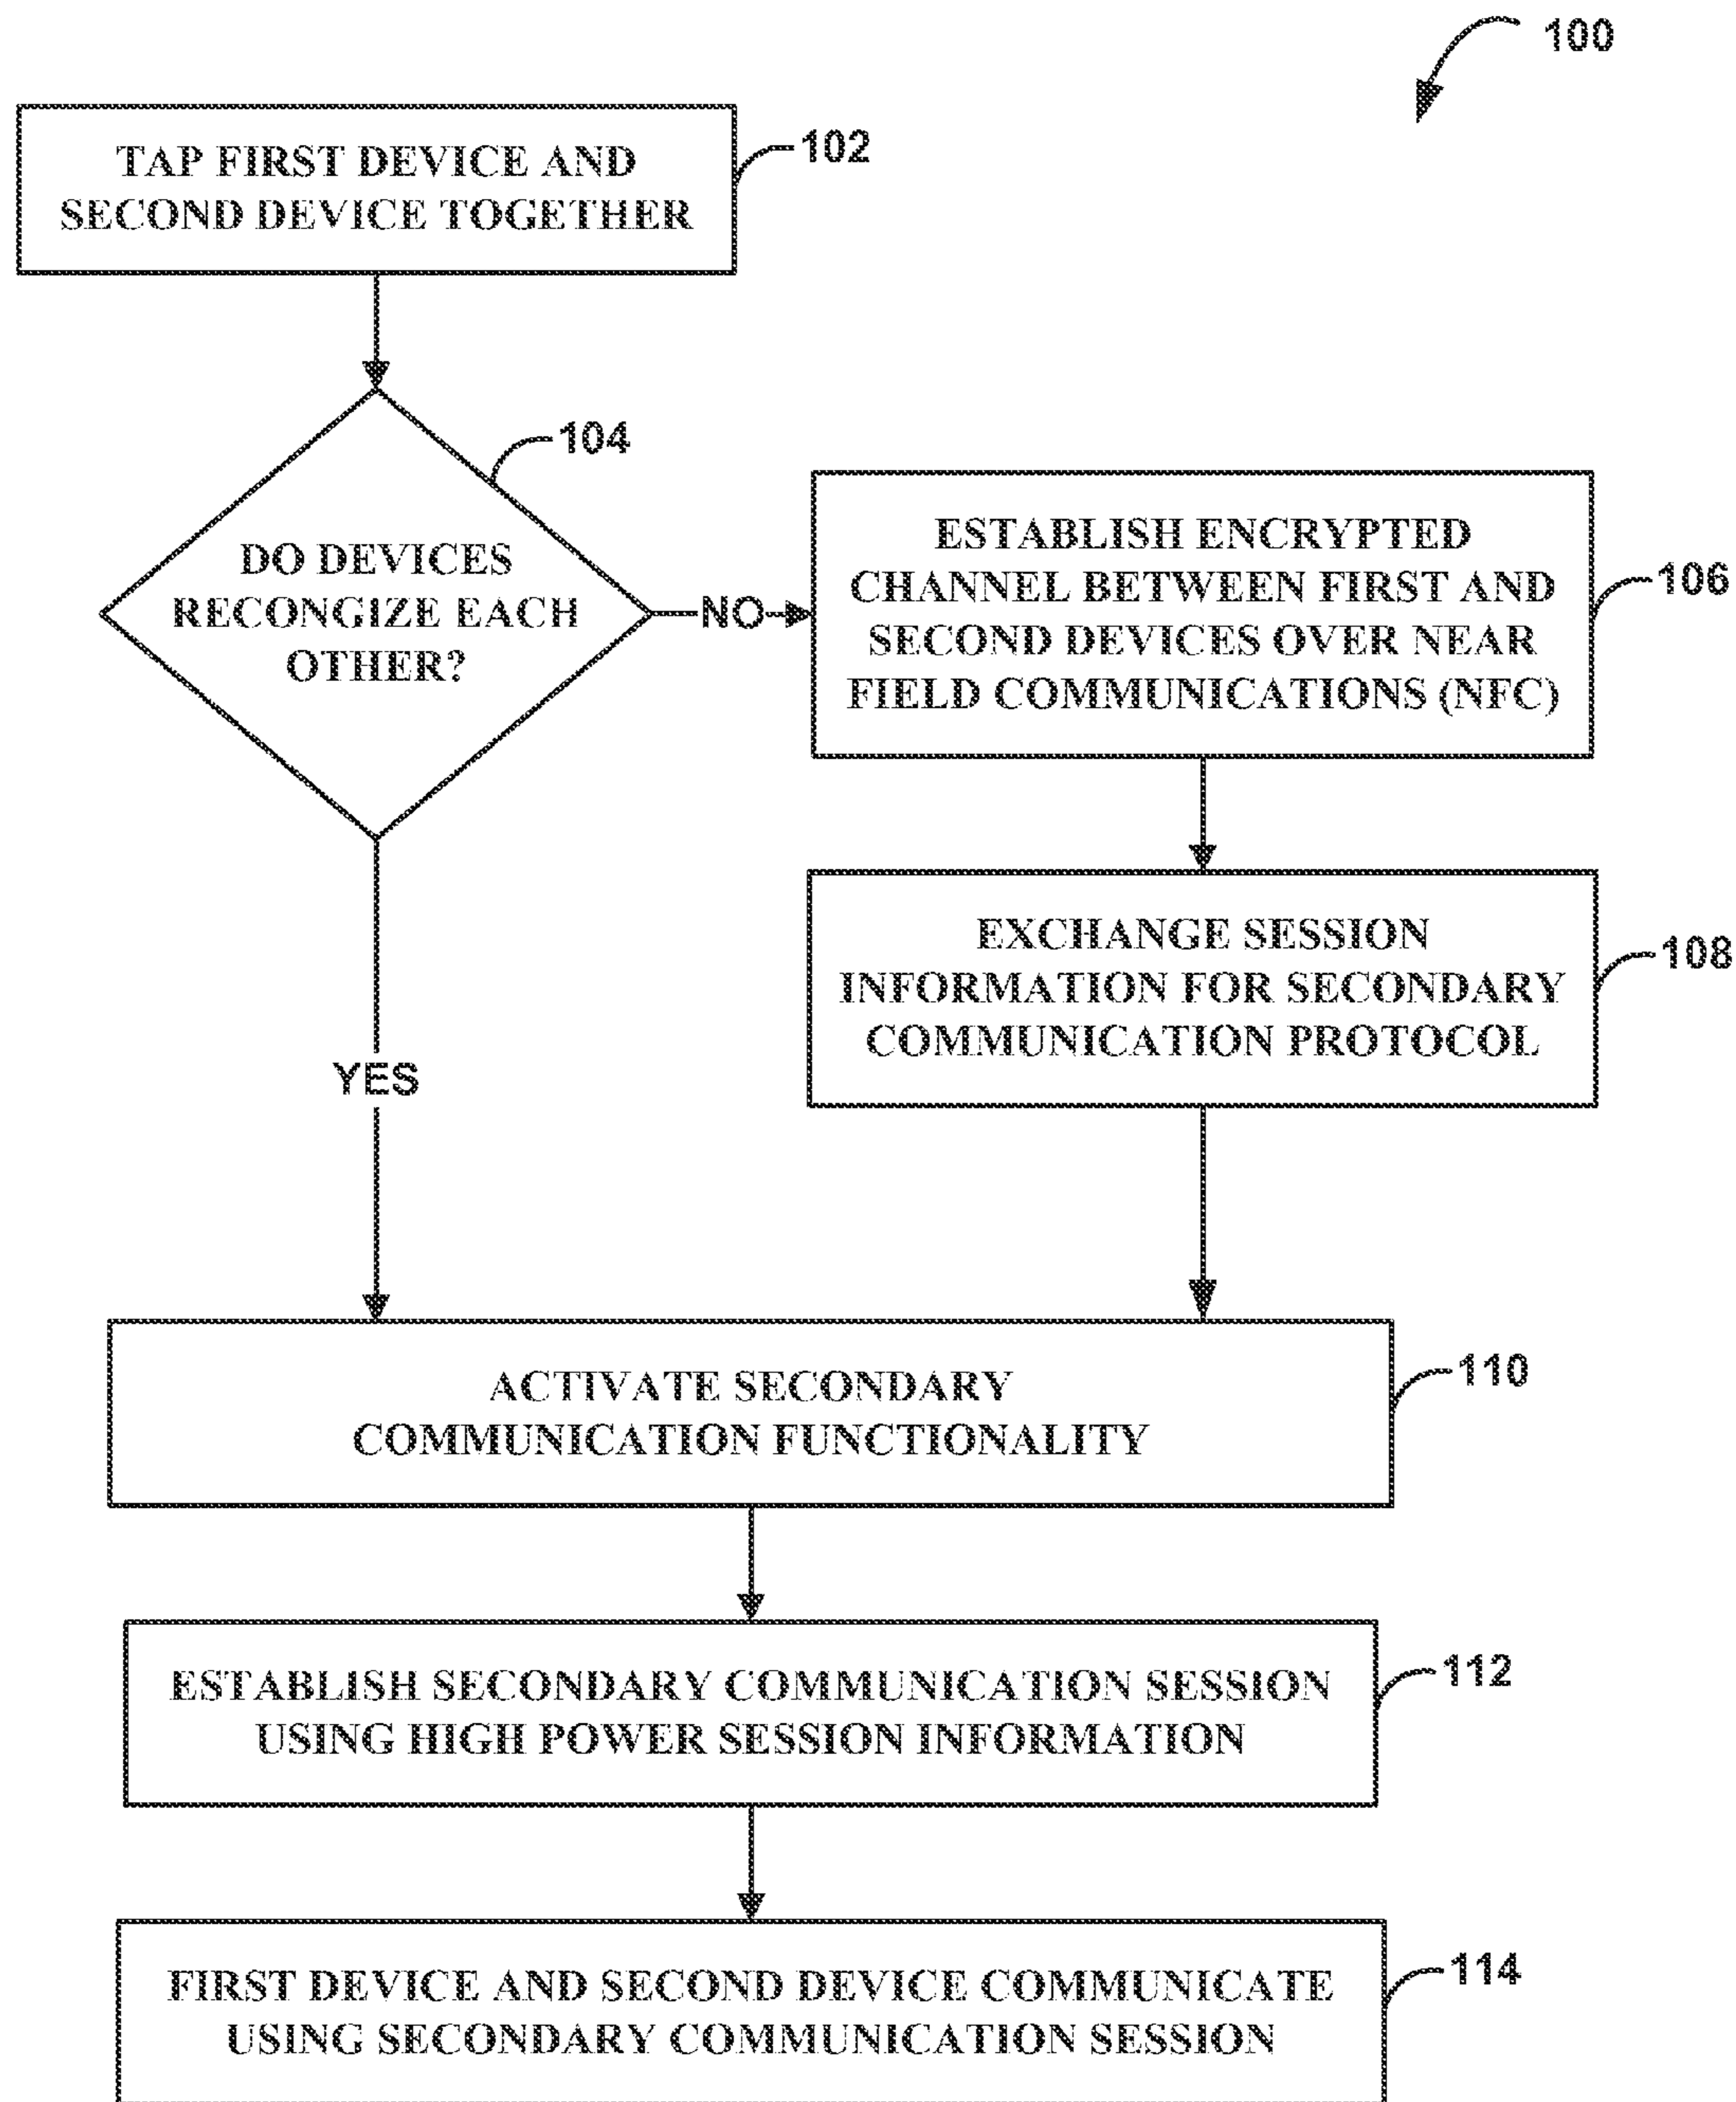 100
TAP FIRST DEVICE AND
SECOND DEVICE TOGETHER
102
104
DO DEVICES
RECONGIZE EACH
OTHER?
NO
ESTABLISH ENCRYPTED
CHANNEL BETWEEN FIRST AND
SECOND DEVICES OVER NEAR
FIELD COMMUNICATIONS (NFC)
106
EXCHANGE SESSION
INFORMATION FOR SECONDARY
COMMUNICATION PROTOCOL
108
YES
ACTIVATE SECONDARY
COMMUNICATION FUNCTIONALITY
110
ESTABLISH SECONDARY COMMUNICATION SESSION
USING HIGH POWER SESSION INFORMATION
112
FIRST DEVICE AND SECOND DEVICE COMMUNICATE
USING SECONDARY COMMUNICATION SESSION
114